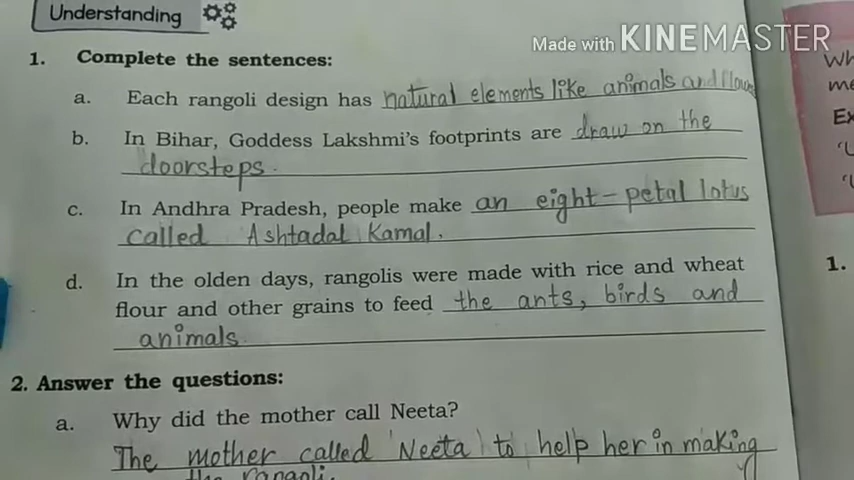 Understanding
Made with KINEMASTER
1. Complete the sentences:
a. Each rangoli design has natural elements like animals and
b. In Bihar, Goddess Lakshmi's footprints are draw on the
doorsteps.
c. In Andhra Pradesh, people make an eight-petal lotus
called Ashtadal Kamal.
d. In the olden days, rangolis were made with rice and wheat
flour and other grains to feed the ants, birds and
animals
2. Answer the questions:
a. Why did the mother call Neeta?
The mother called 'Neeta' to help her in making
the rangoli.
Ex
1.